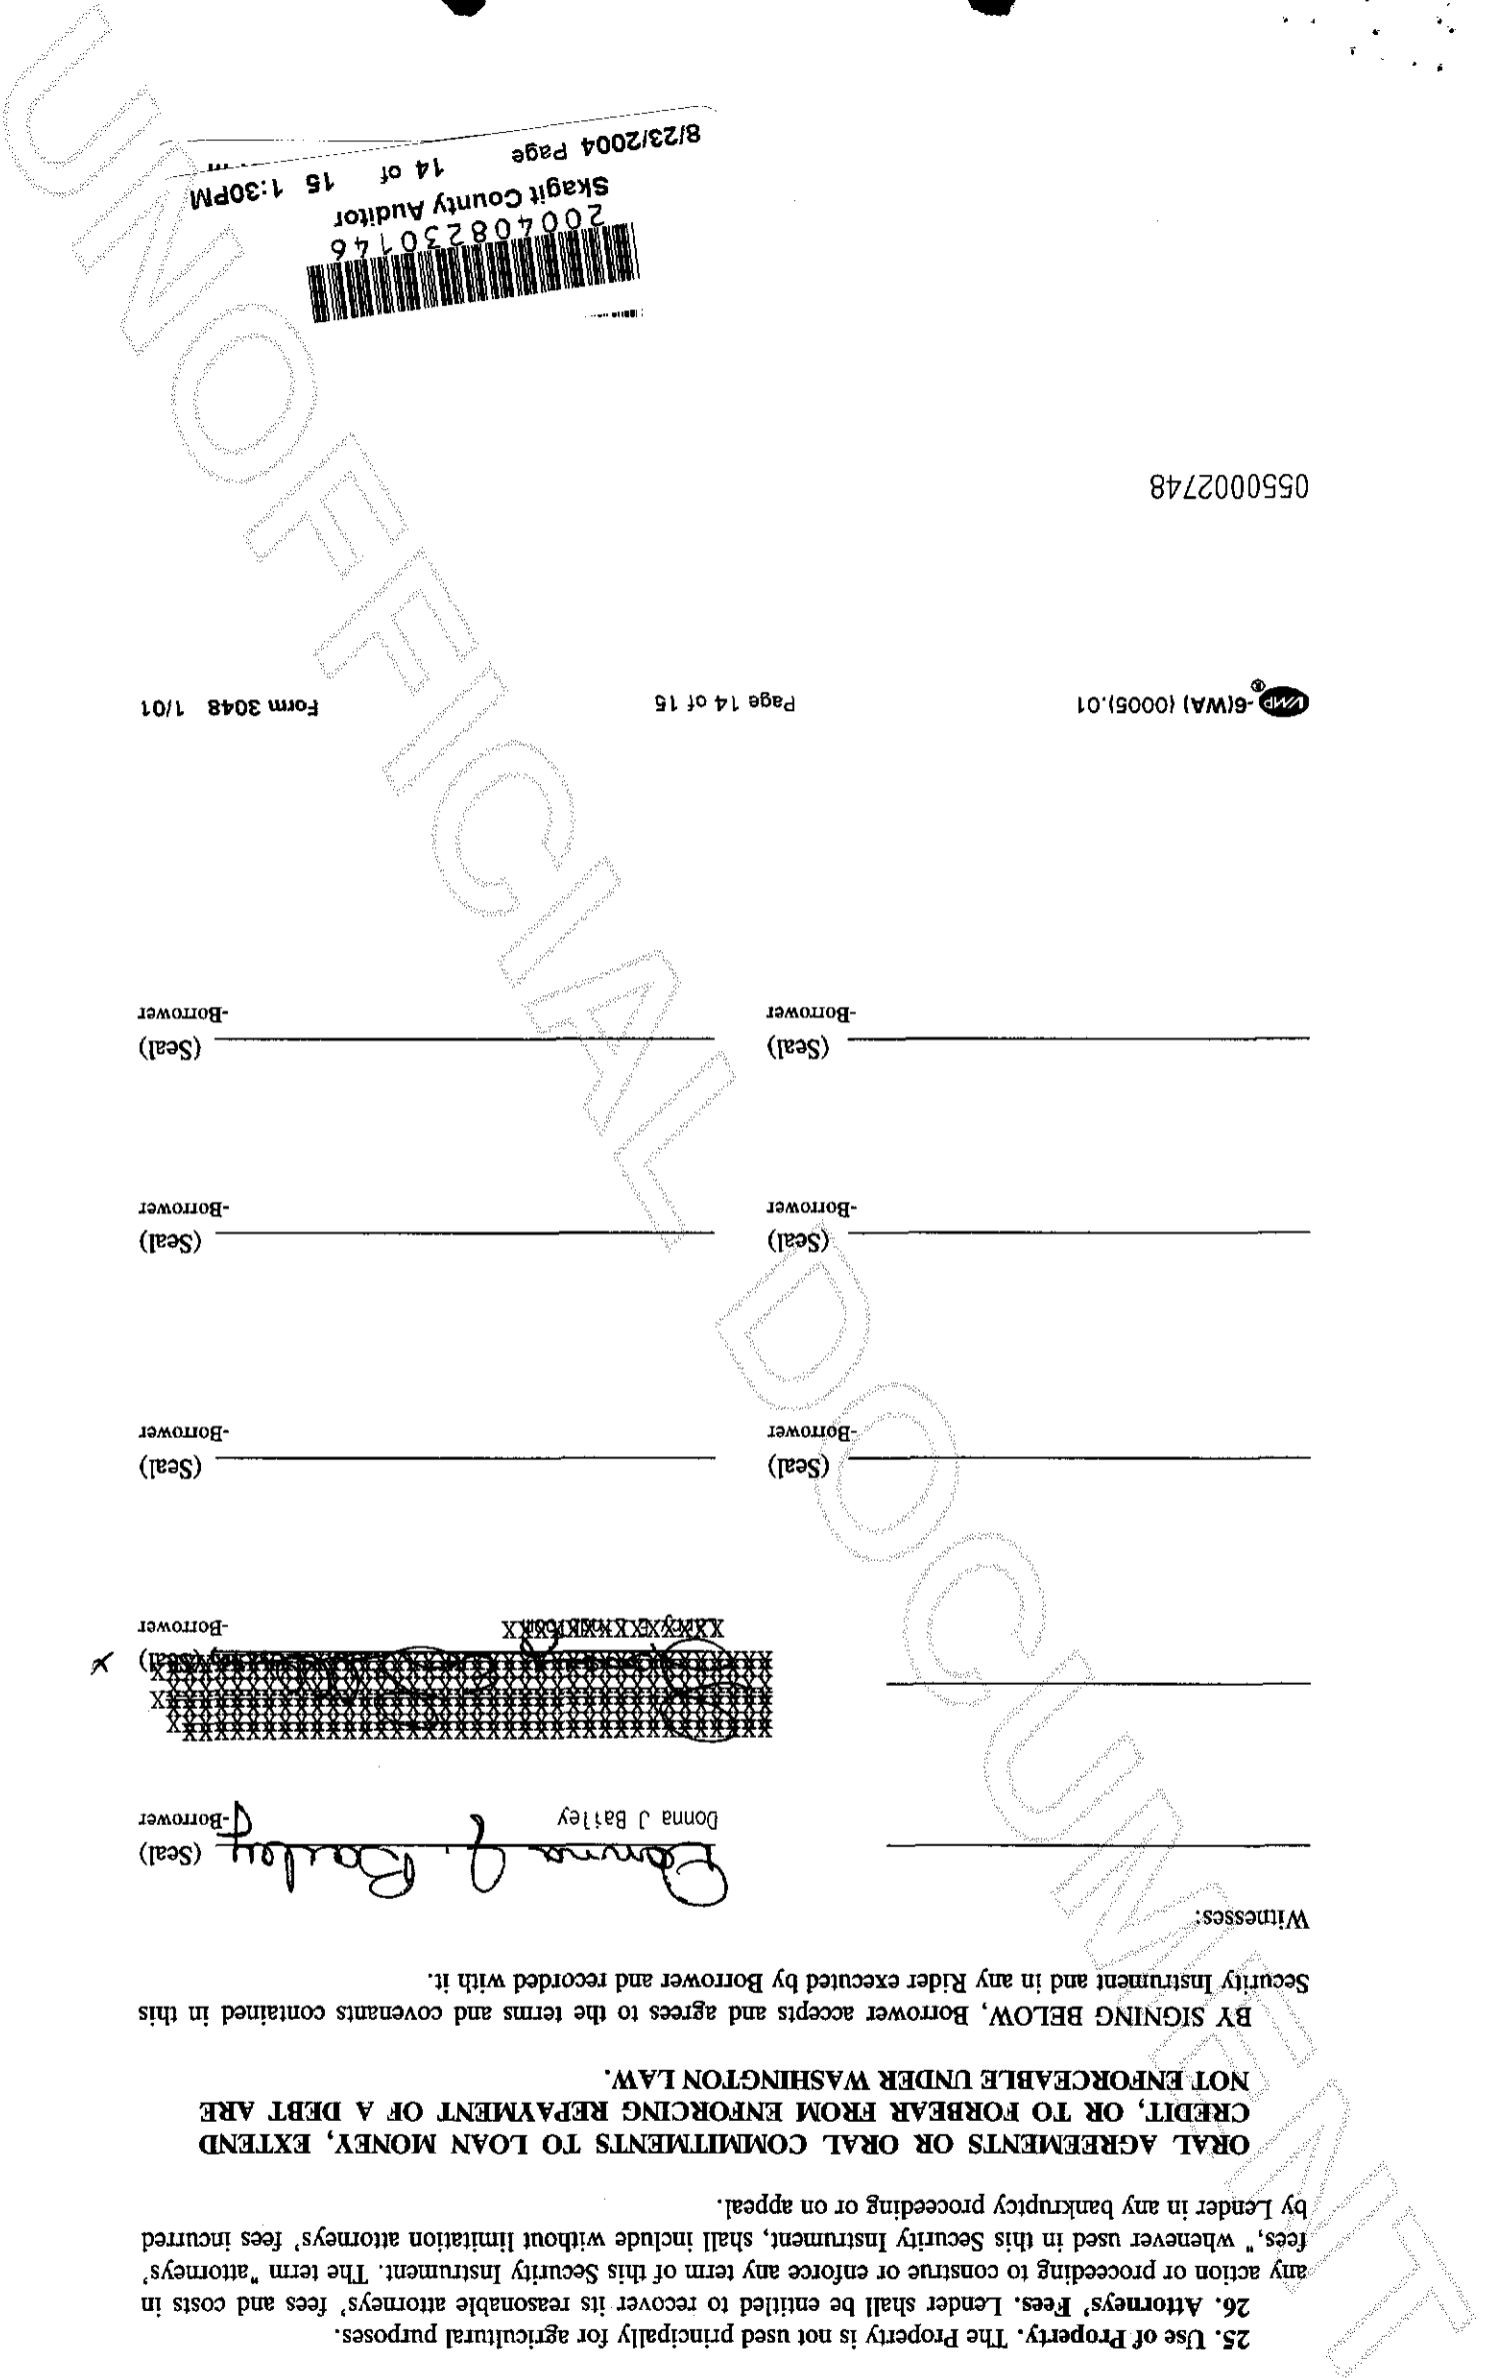 25. Use of Property. The Property is not used principally for agricultural purposes.
26. Attorneys' Fees. Lender shall be entitled to recover its reasonable attorneys' fees and costs in
any action or proceeding to construe or enforce any term of this Security Instrument. The term "attorneys'
fees," whenever used in this Security Instrument, shall include without limitation attorneys' fees incurred
by Lender in any bankruptcy proceeding or on appeal.
ORAL AGREEMENTS OR ORAL COMMITMENTS TO LOAN MONEY, EXTEND
CREDIT, OR TO FORBEAR FROM ENFORCING REPAYMENT OF A DEBT ARE
NOT ENFORCEABLE UNDER WASHINGTON LAW.
BY SIGNING BELOW, Borrower accepts and agrees to the terms and covenants contained in this
Security Instrument and in any Rider executed by Borrower and recorded with it.
Witnesses:
Donna J. Bailey (Seal)
Donna J Bailey -Borrower
(Seal) X
-Borrower
(Seal) (Seal)
-Borrower -Borrower
(Seal) (Seal)
-Borrower -Borrower
(Seal) (Seal)
-Borrower -Borrower
VMP® -6(WA) (0005).01 Page 14 of 15 Form 3048 1/01
0550002748
200408230146
Skagit County Auditor
8/23/2004 Page 14 of 15 1:30PM
UNOFFICIAL DOCUMENT